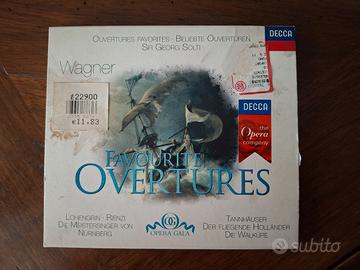 OUVERTURES FAVORITES · BELIEBTE OUVERTÜREN
SIR GEORG SOLTI
DECCA
Wagner
£22900
€11.83
DECCA
the
Opera
company
FAVOURITE
OVERTURES
LOHENGRIN · RIENZI
DIE MEISTERSINGER VON
NÜRNBERG
OG
OPERA GALA
TANNHÄUSER
DER FLIEGENDE HOLLÄNDER
DIE WALKÜRE
subito